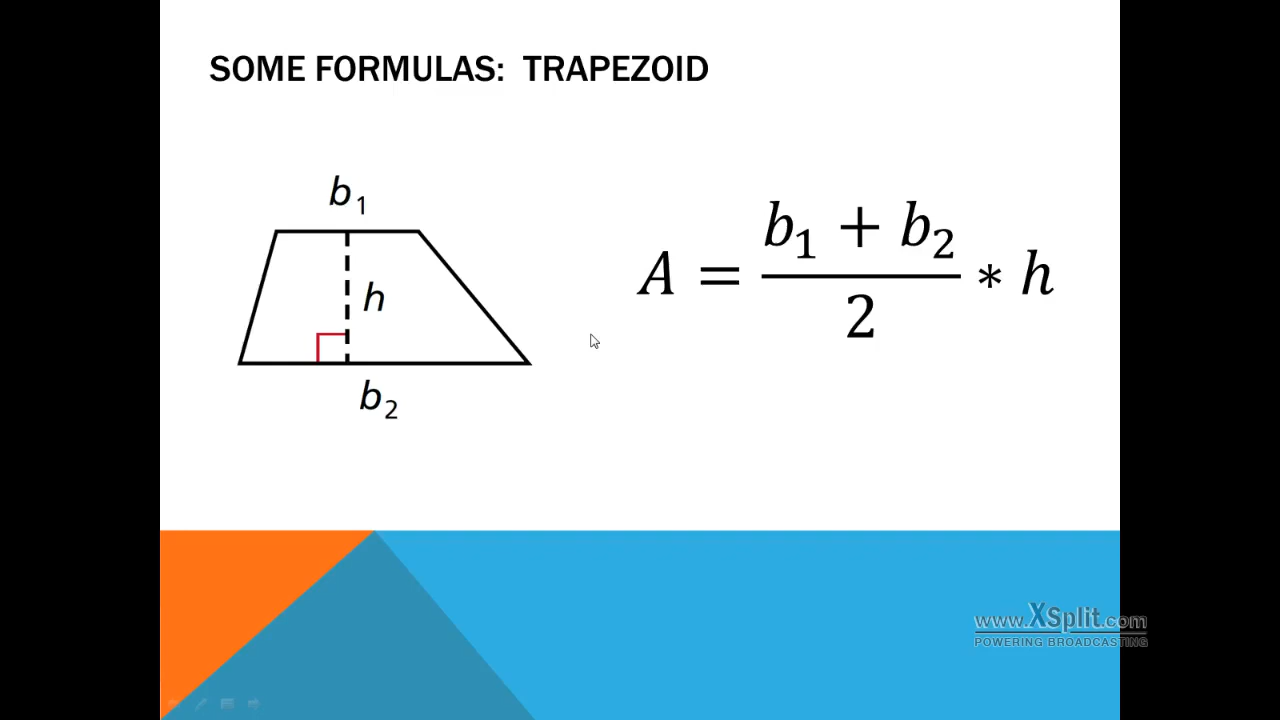 SOME FORMULAS: TRAPEZOID
b₁
h
b₂
A = (b₁ + b₂)/2 * h
www.XSplit.com
POWERING BROADCASTING